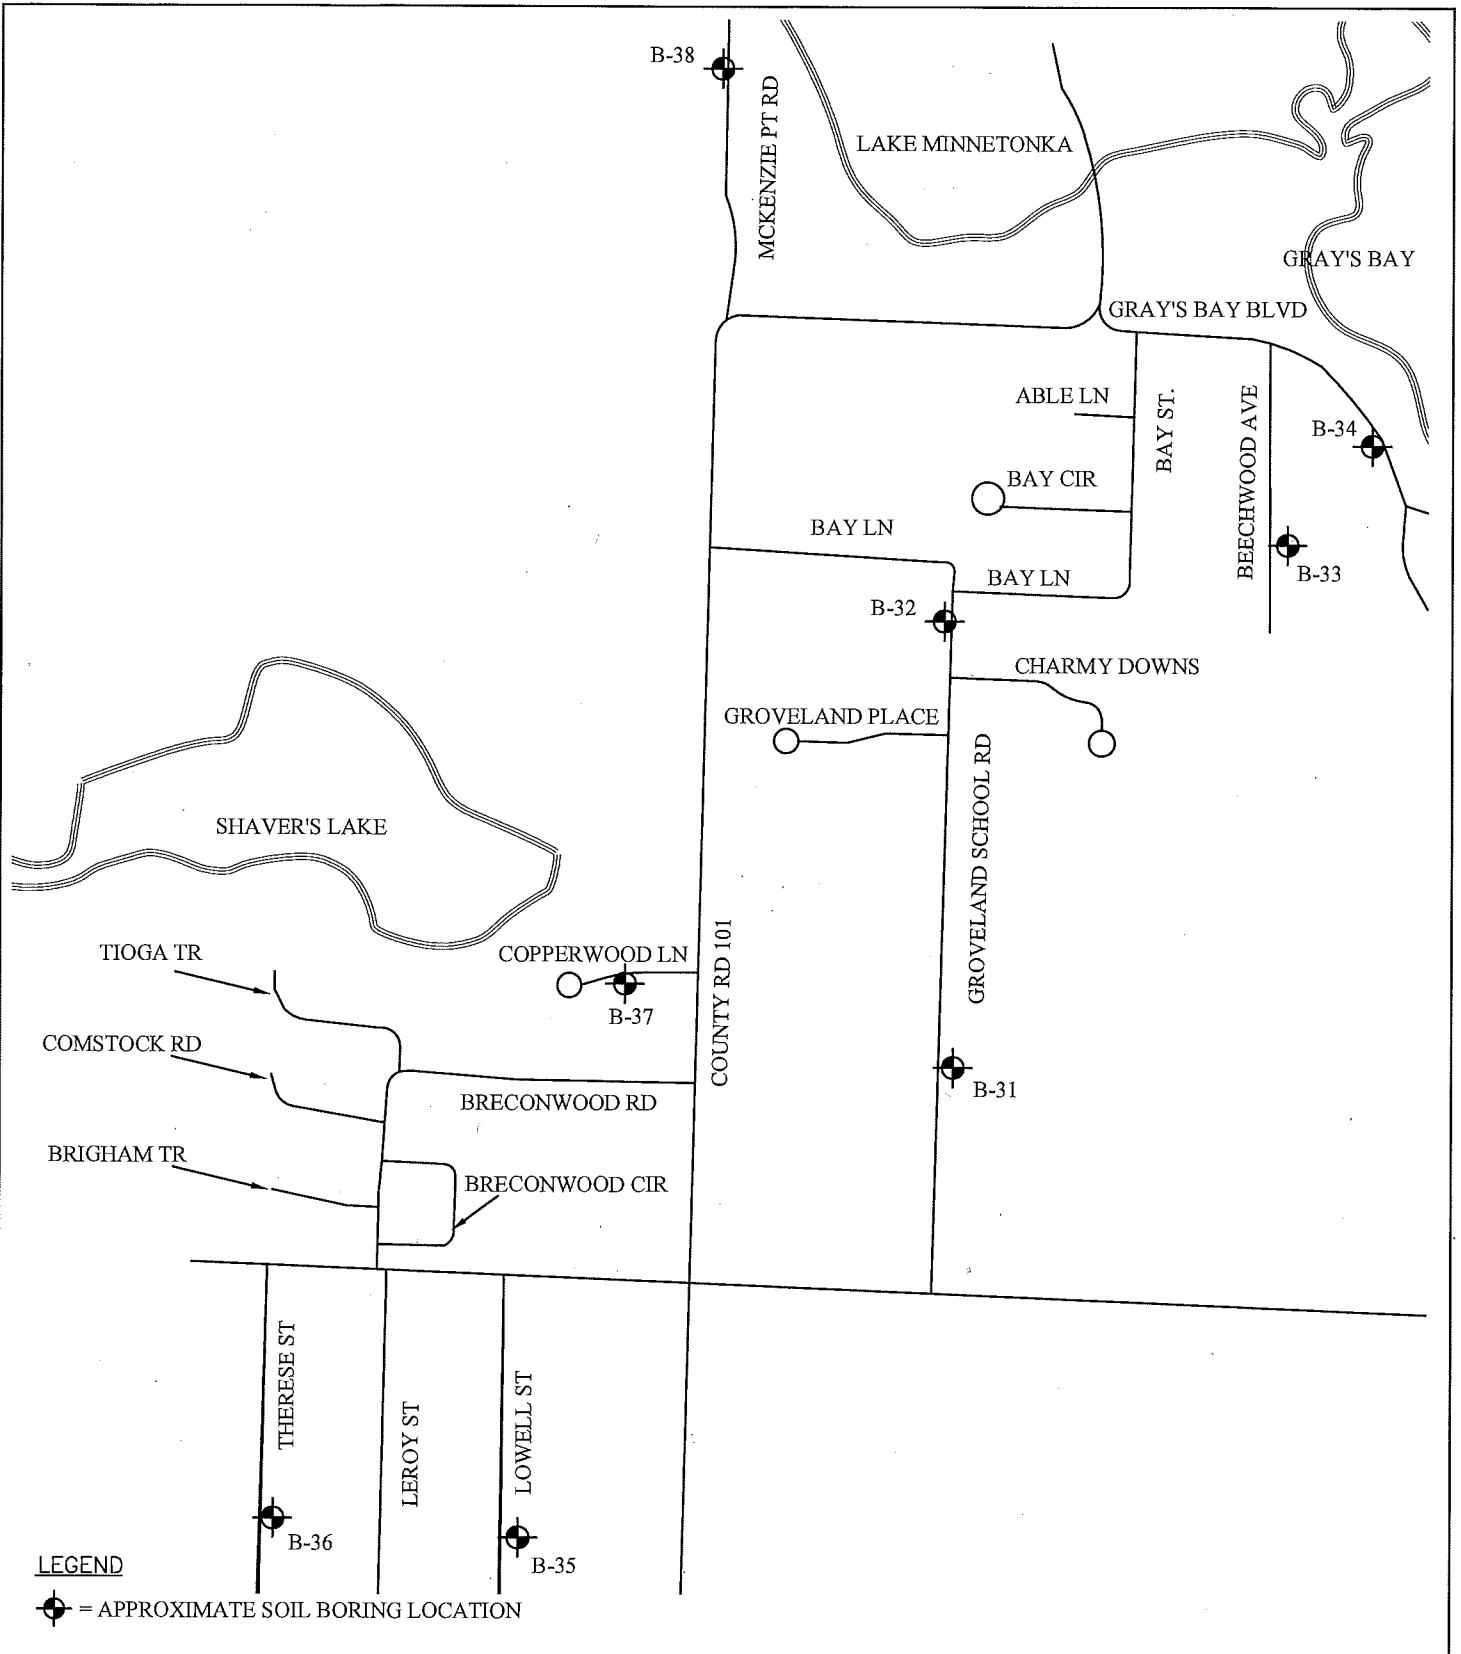 B-38
MCKENZIE PT RD
LAKE MINNETONKA
GRAY'S BAY
GRAY'S BAY BLVD
ABLE LN
BAY ST.
BEECHWOOD AVE
B-34
BAY CIR
BAY LN
BAY LN
B-33
B-32
CHARMY DOWNS
GROVELAND PLACE
GROVELAND SCHOOL RD
SHAVER'S LAKE
COUNTY RD 101
TIOGA TR
COPPERWOOD LN
B-37
COMSTOCK RD
B-31
BRECONWOOD RD
BRIGHAM TR
BRECONWOOD CIR
THERESE ST
LEROY ST
LOWELL ST
B-36
B-35
LEGEND
= APPROXIMATE SOIL BORING LOCATION